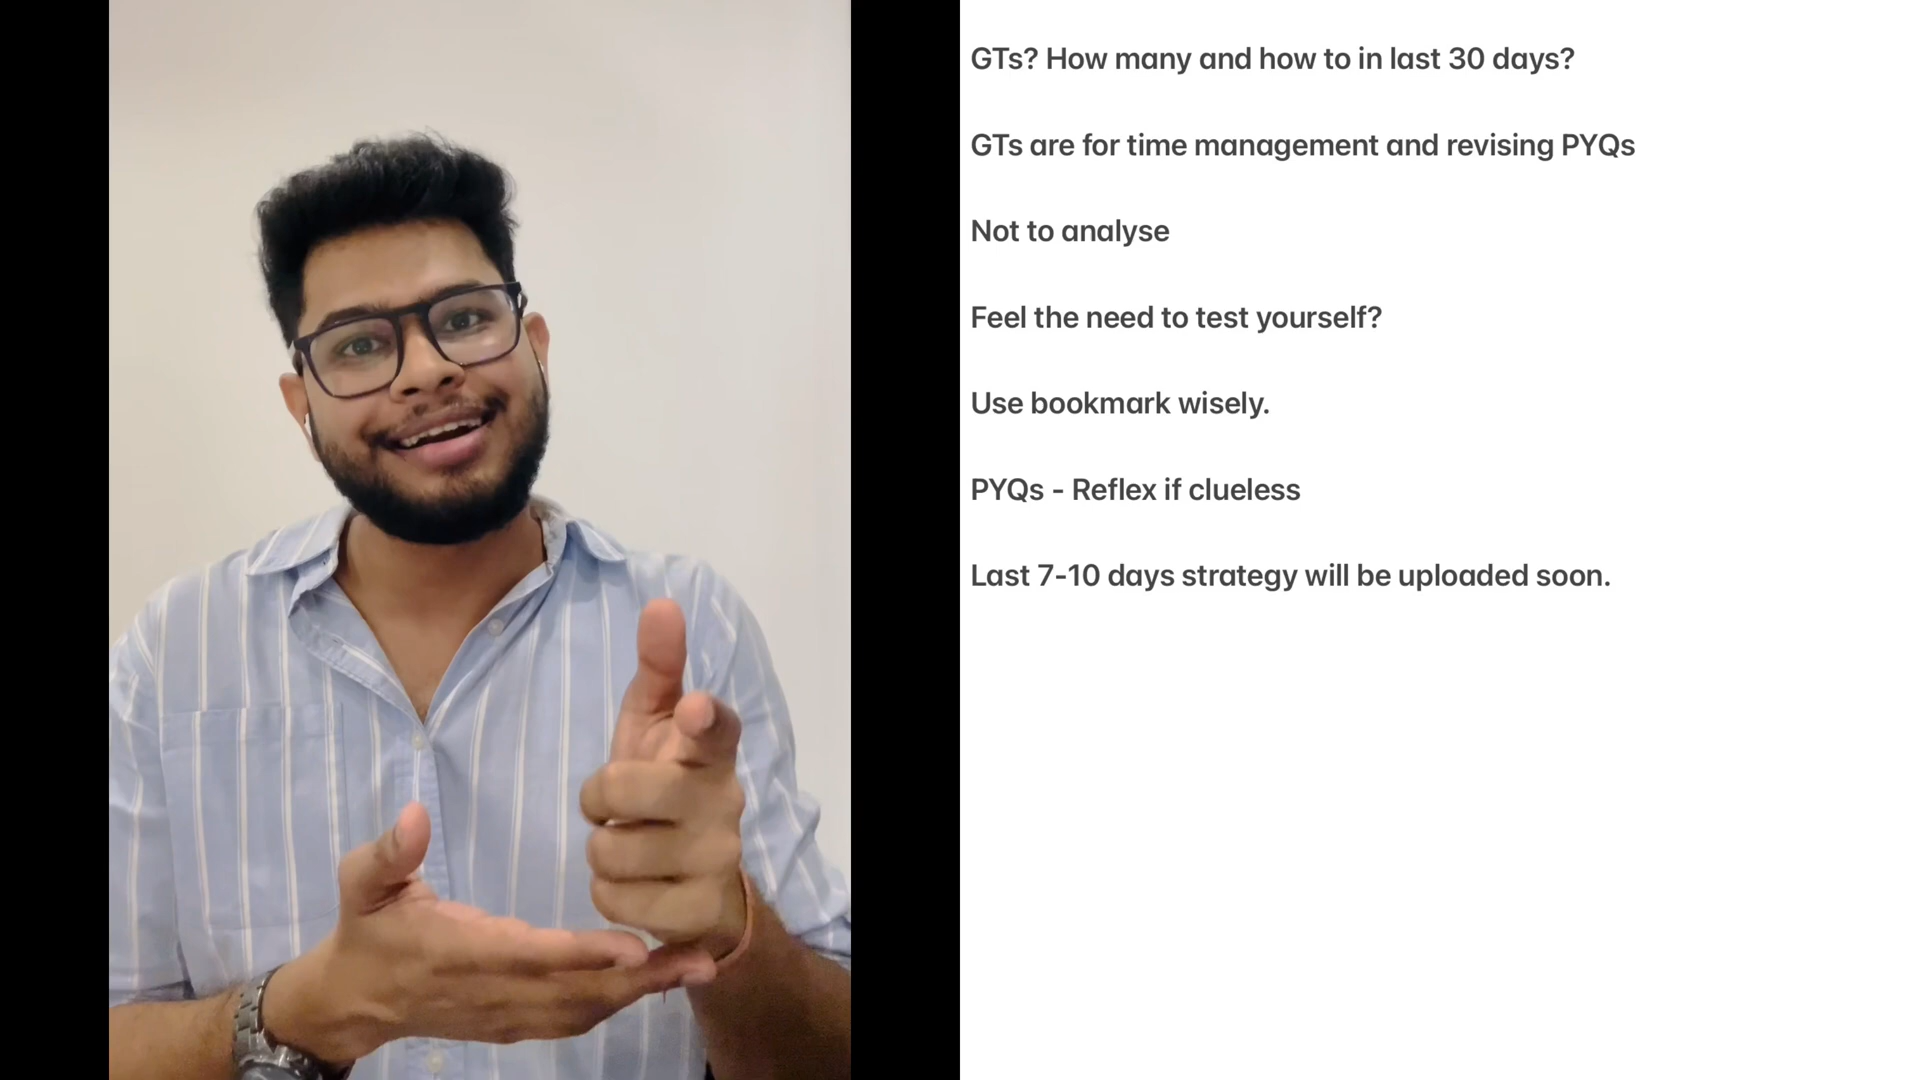 GTs? How many and how to in last 30 days?
GTs are for time management and revising PYQs
Not to analyse
Feel the need to test yourself?
Use bookmark wisely.
PYQs - Reflex if clueless
Last 7-10 days strategy will be uploaded soon.